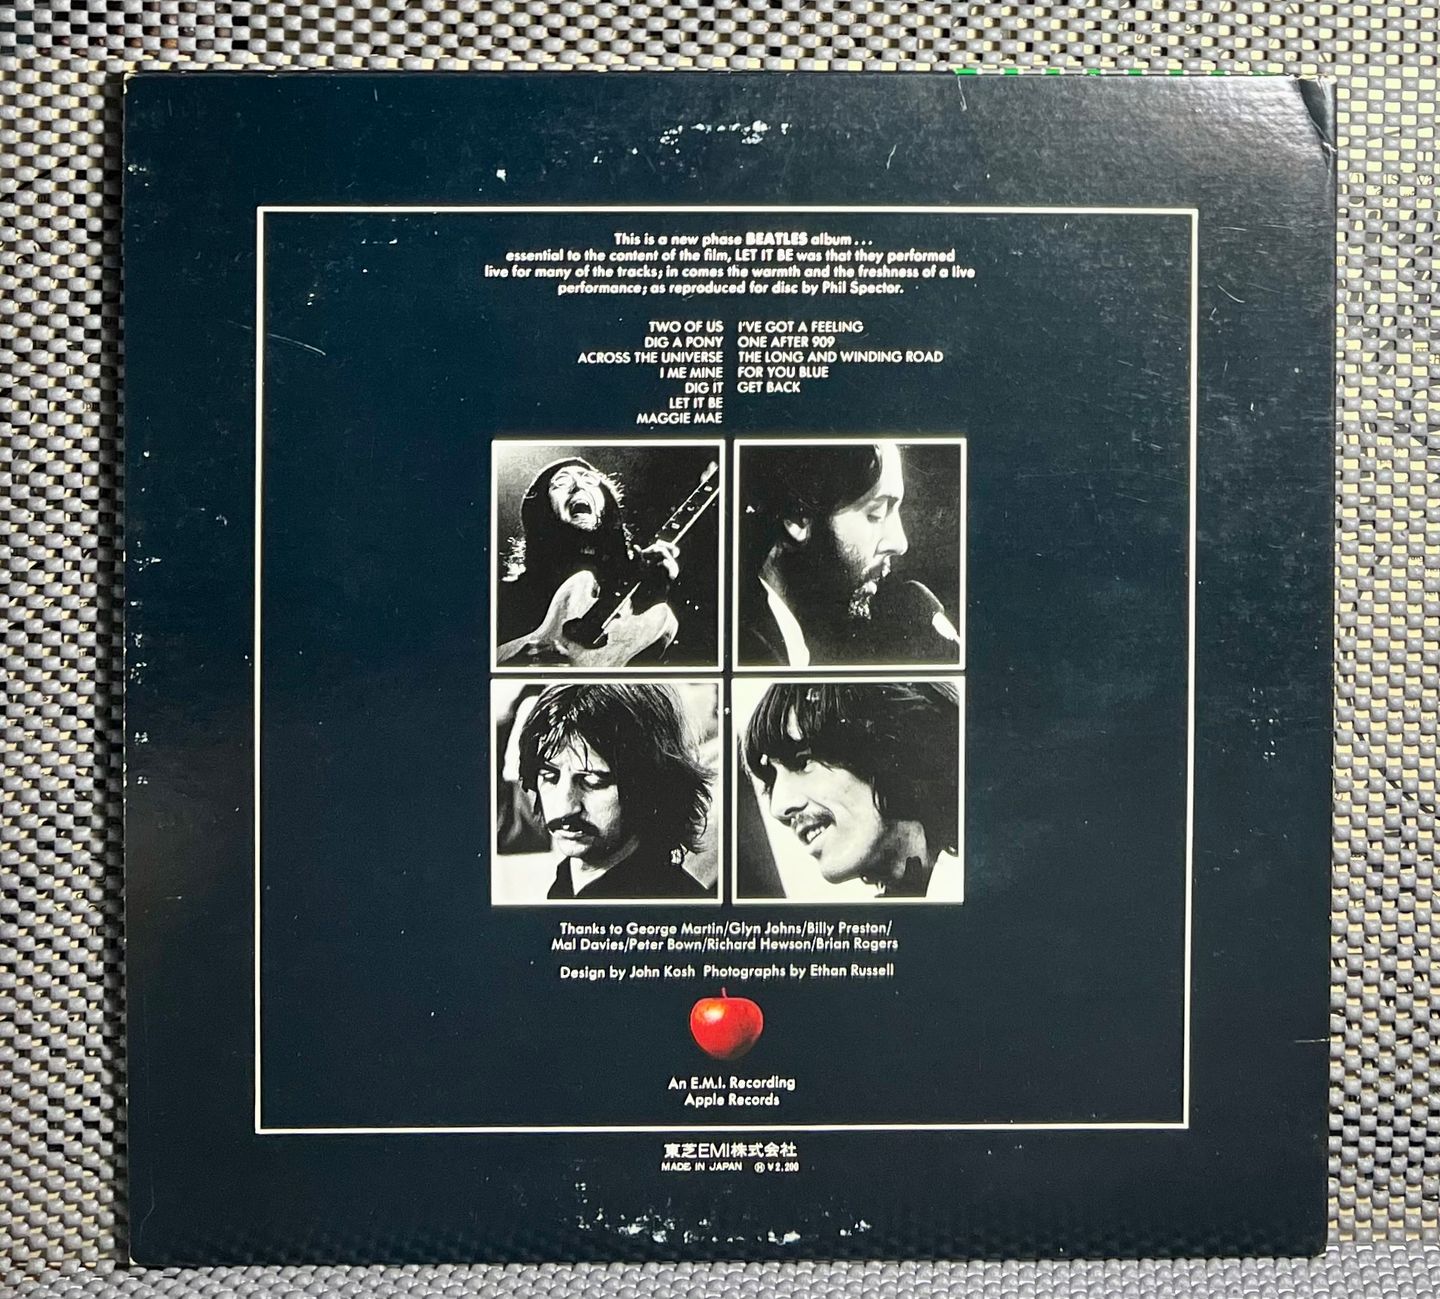 This is a new phase BEATLES album...
essential to the content of the film, LET IT BE was that they performed
live for many of the tracks; in comes the warmth and the freshness of a live
performance; as reproduced for disc by Phil Spector.
TWO OF US
DIG A PONY
ACROSS THE UNIVERSE
I ME MINE
DIG IT
LET IT BE
MAGGIE MAE
I'VE GOT A FEELING
ONE AFTER 909
THE LONG AND WINDING ROAD
FOR YOU BLUE
GET BACK
Thanks to George Martin/Glyn Johns/Billy Preston/
Mal Davies/Peter Bown/Richard Hewson/Brian Rogers
Design by John Kosh Photographs by Ethan Russell
An E.M.I. Recording
Apple Records
東芝EMI株式会社
MADE IN JAPAN Ⓗ ¥2,200